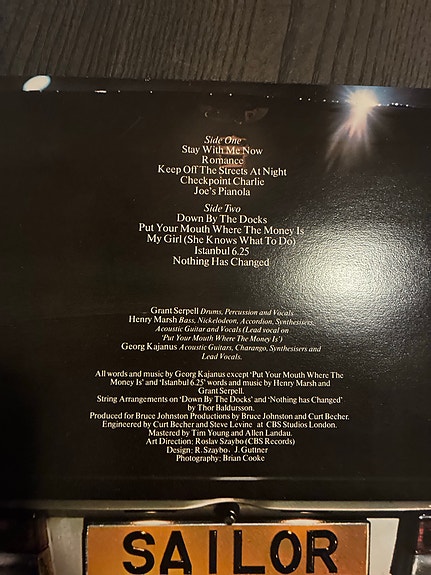 Side One
Stay With Me Now
Romance
Keep Off The Streets At Night
Checkpoint Charlie
Joe's Pianola
Side Two
Down By The Docks
Put Your Mouth Where The Money Is
My Girl (She Knows What To Do)
Istanbul 6.25
Nothing Has Changed
Grant Serpell Drums, Percussion and Vocals
Henry Marsh Bass, Nickelodeon, Accordion, Synthesisers,
Acoustic Guitar and Vocals (Lead vocal on
'Put Your Mouth Where The Money Is')
Georg Kajanus Acoustic Guitars, Charango, Synthesisers and
Lead Vocals.
All words and music by Georg Kajanus except 'Put Your Mouth Where The
Money Is' and 'Istanbul 6.25' words and music by Henry Marsh and
Grant Serpell.
String Arrangements on 'Down By The Docks' and 'Nothing has Changed'
by Thor Baldursson.
Produced for Bruce Johnston Productions by Bruce Johnston and Curt Becher.
Engineered by Curt Becher and Steve Levine at CBS Studios London.
Mastered by Tim Young and Allen Landau.
Art Direction: Roslav Szaybo (CBS Records)
Design: R. Szaybo, J. Guttner
Photography: Brian Cooke
SAILOR